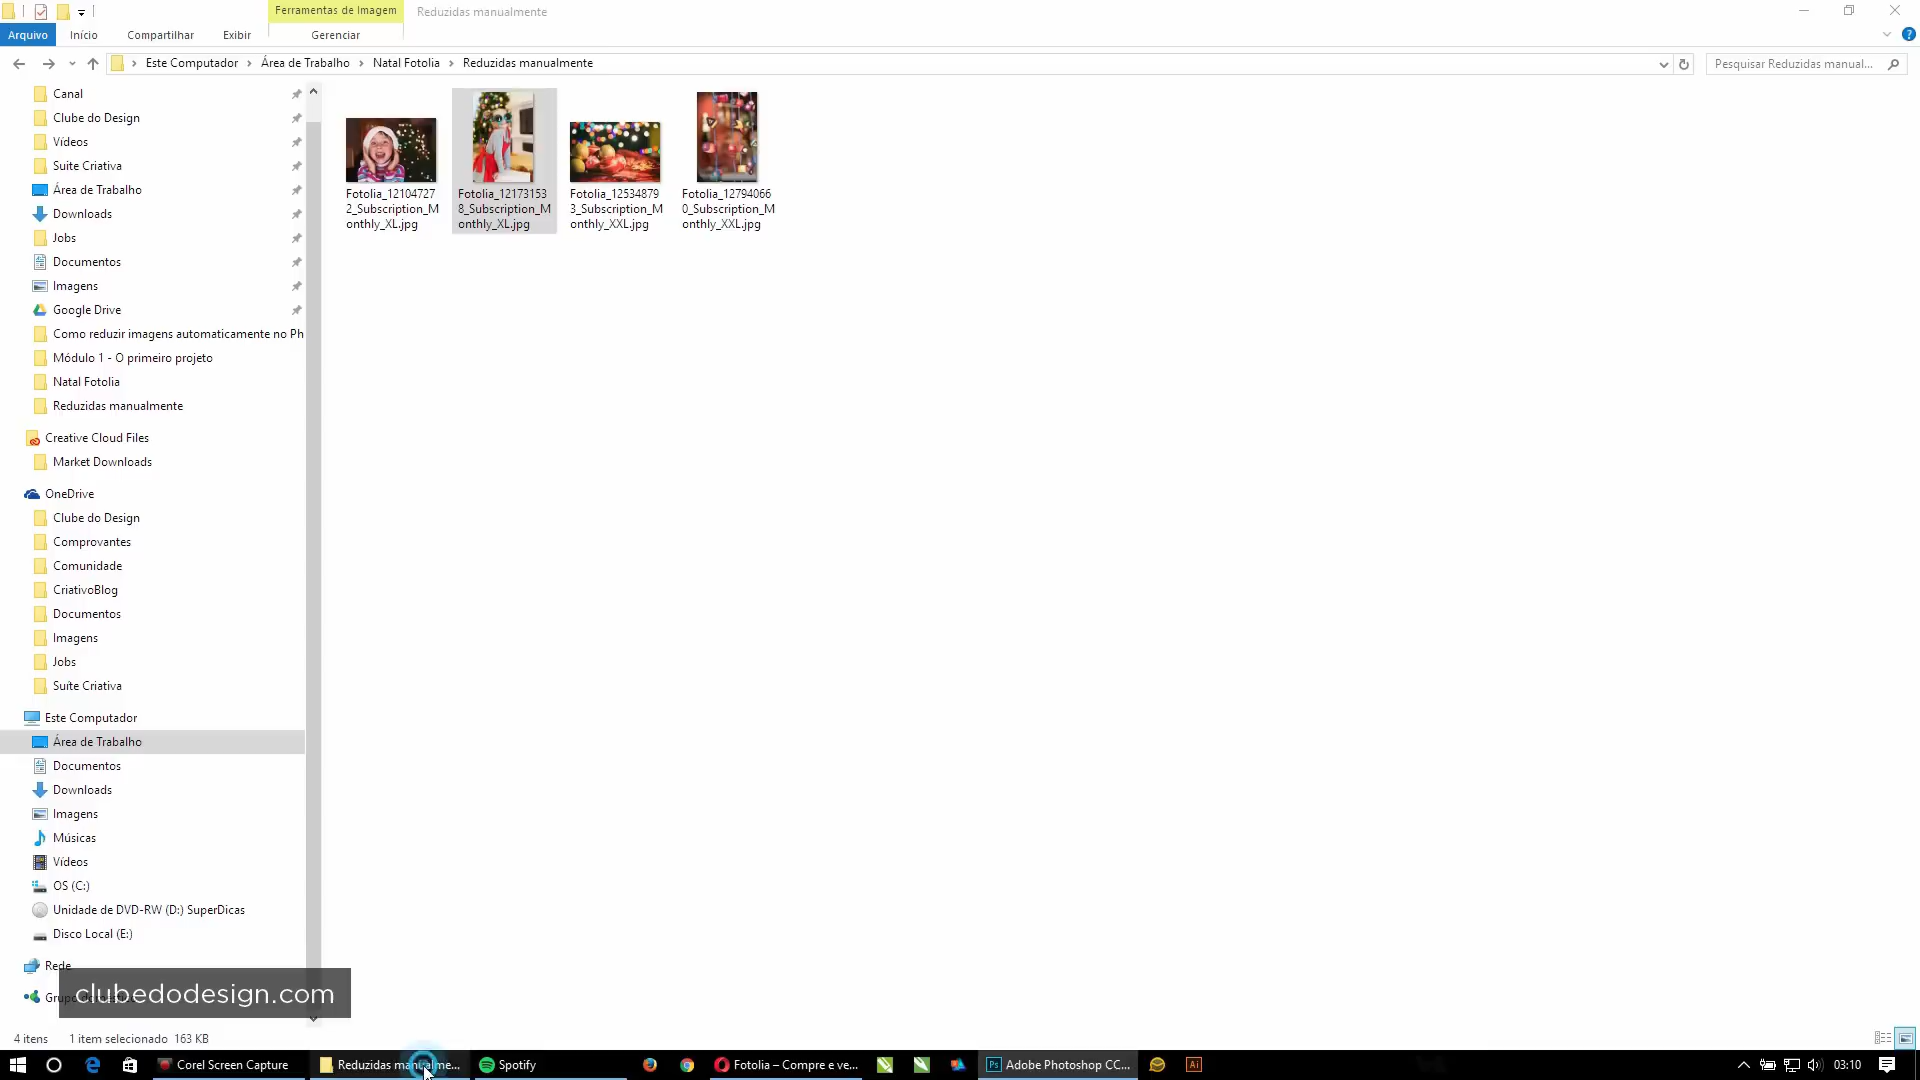 Ferramentas de Imagem
Reduzidas manualmente
Arquivo
Início
Compartilhar
Exibir
Gerenciar
Este Computador
Área de Trabalho
Natal Fotolia
Reduzidas manualmente
Pesquisar Reduzidas manual...
Canal
Clube do Design
Vídeos
Suite Criativa
Área de Trabalho
Downloads
Jobs
Documentos
Imagens
Google Drive
Como reduzir imagens automaticamente no Ph
Módulo 1 - O primeiro projeto
Natal Fotolia
Reduzidas manualmente
Creative Cloud Files
Market Downloads
OneDrive
Clube do Design
Comprovantes
Comunidade
CriativoBlog
Documentos
Imagens
Jobs
Suíte Criativa
Este Computador
Área de Trabalho
Documentos
Downloads
Imagens
Músicas
Vídeos
OS (C:)
Unidade de DVD-RW (D:) SuperDicas
Disco Local (E:)
Rede
Fotolia_12104727
2_Subscription_M
onthly_XL.jpg
Fotolia_12173153
8_Subscription_M
onthly_XL.jpg
Fotolia_12534879
3_Subscription_M
onthly_XXL.jpg
Fotolia_12794066
0_Subscription_M
onthly_XXL.jpg
clubedodesign.com
4 itens
1 item selecionado 163 KB
Corel Screen Capture
Reduzidas manualme...
Spotify
Fotolia – Compre e ve...
Ps
Adobe Photoshop CC...
Ai
03:10